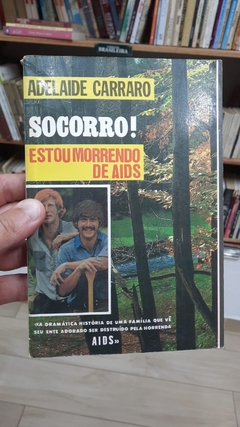 BRASILEIRA
ADELAIDE CARRARO
SOCORRO!
ESTOU MORRENDO
DE AIDS
«A DRAMÁTICA HISTÓRIA DE UMA FAMÍLIA QUE VÊ
SEU ENTE ADORADO SER DESTRUÍDO PELA HORRENDA
AIDS»